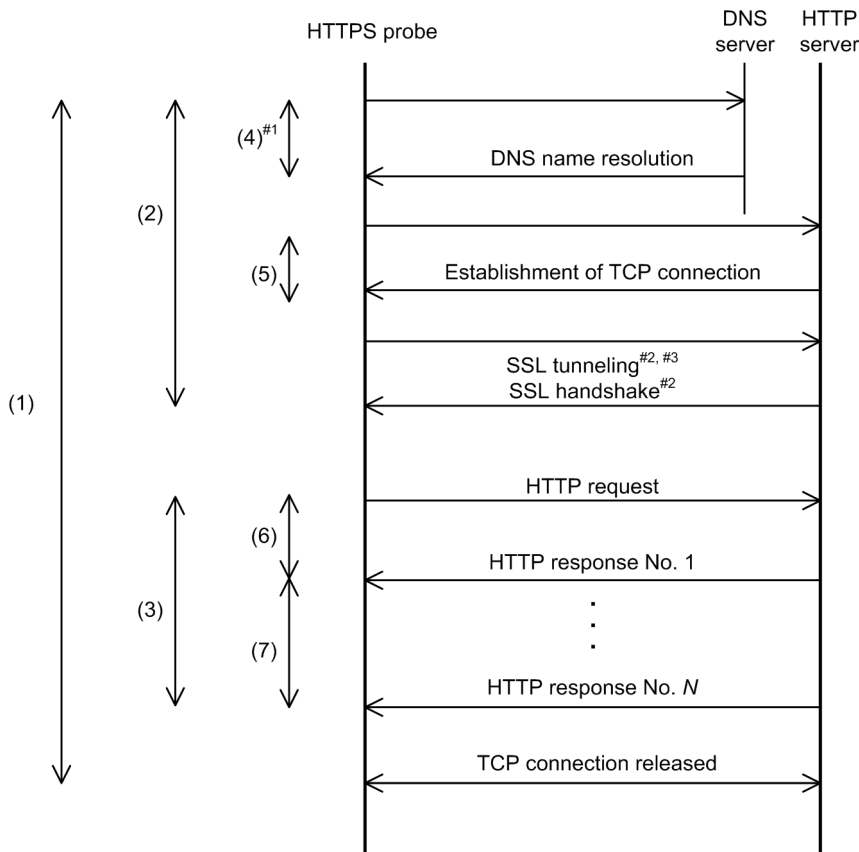 HTTPS probe
DNS
server
HTTP
server
(4)#1
DNS name resolution
(2)
(5)
Establishment of TCP connection
SSL tunneling#2, #3
SSL handshake#2
(1)
HTTP request
(6)
HTTP response No. 1
(3)
(7)
HTTP response No. N
TCP connection released